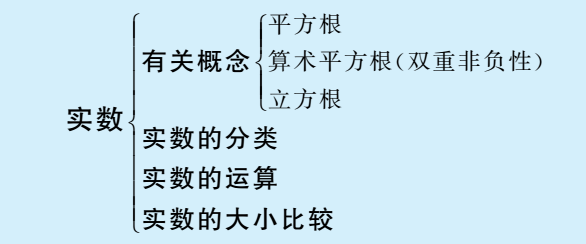 平方根
有关概念
算术平方根(双重非负性)
立方根
实数
实数的分类
实数的运算
实数的大小比较